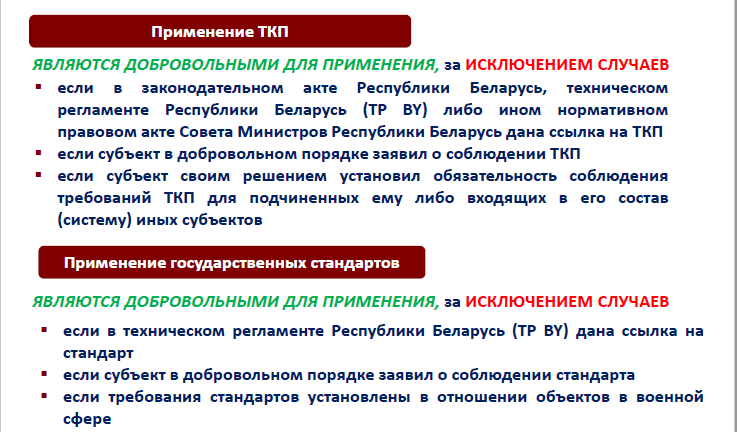 Применение ТКП
ЯВЛЯЮТСЯ ДОБРОВОЛЬНЫМИ ДЛЯ ПРИМЕНЕНИЯ, за ИСКЛЮЧЕНИЕМ СЛУЧАЕВ
▪ если в законодательном акте Республики Беларусь, техническом
регламенте Республики Беларусь (ТР BY) либо ином нормативном
правовом акте Совета Министров Республики Беларусь дана ссылка на ТКП
▪ если субъект в добровольном порядке заявил о соблюдении ТКП
▪ если субъект своим решением установил обязательность соблюдения
требований ТКП для подчиненных ему либо входящих в его состав
(систему) иных субъектов
Применение государственных стандартов
ЯВЛЯЮТСЯ ДОБРОВОЛЬНЫМИ ДЛЯ ПРИМЕНЕНИЯ, за ИСКЛЮЧЕНИЕМ СЛУЧАЕВ
▪ если в техническом регламенте Республики Беларусь (ТР BY) дана ссылка на
стандарт
▪ если субъект в добровольном порядке заявил о соблюдении стандарта
▪ если требования стандартов установлены в отношении объектов в военной
сфере